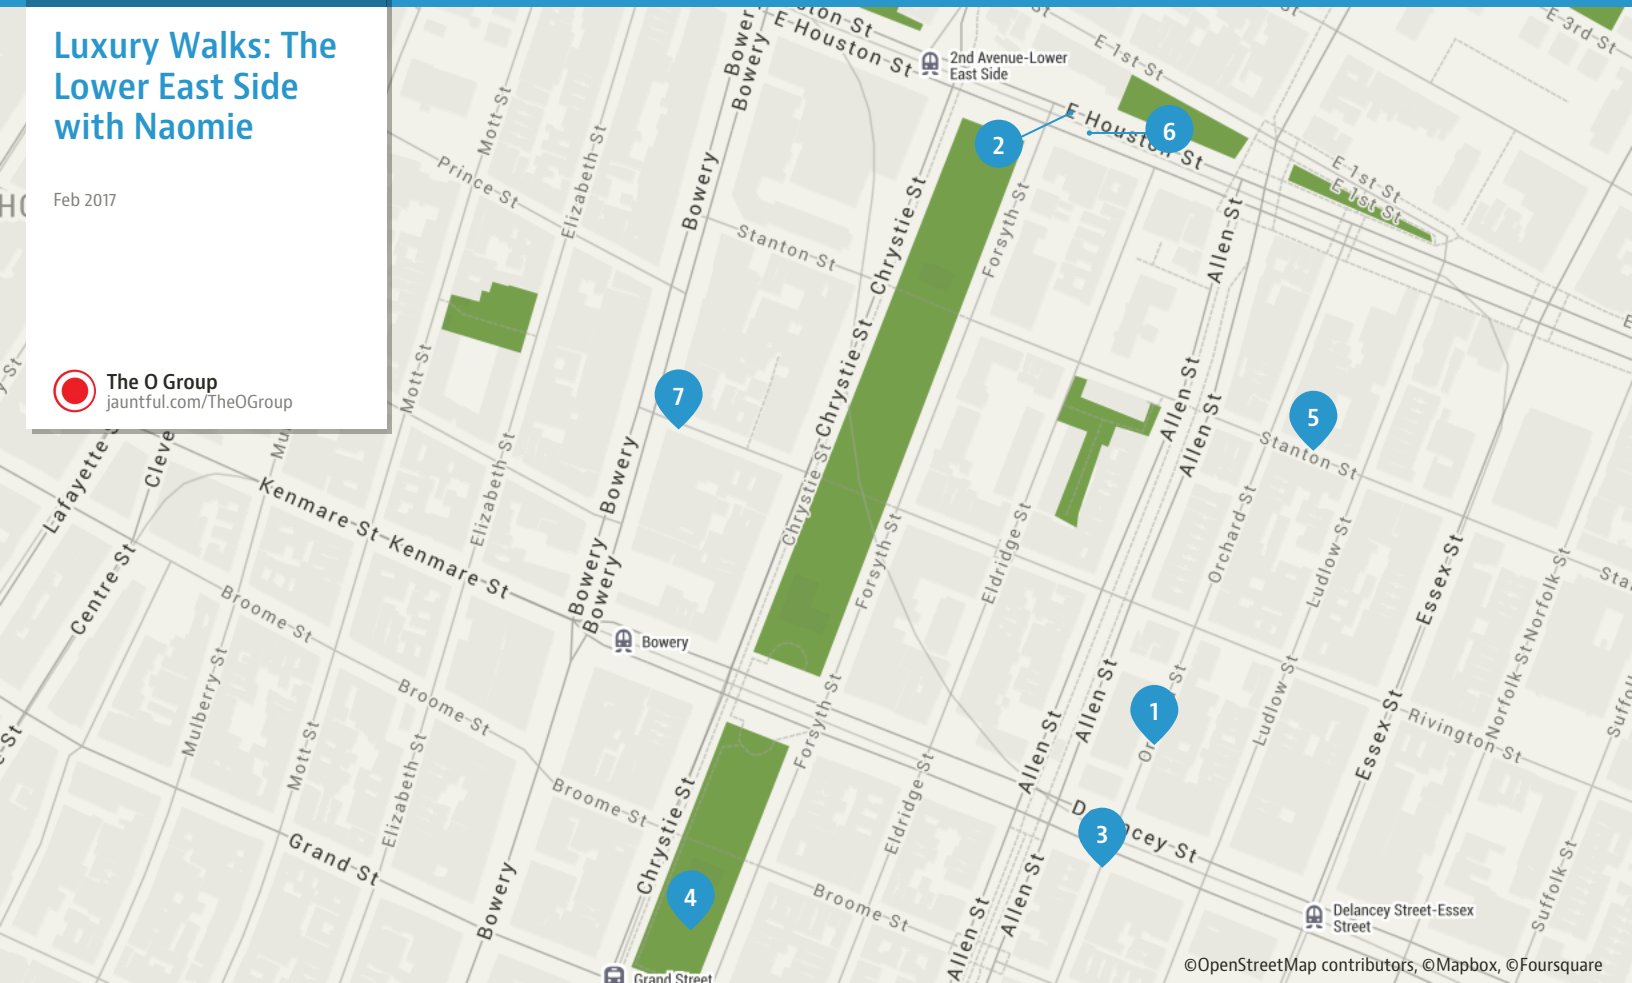 Luxury Walks: The
Lower East Side
with Naomie
Feb 2017
The O Group
jauntful.com/TheOGroup
E Houston St
E Houston St
2nd Avenue-Lower
East Side
E 1st St
E 3rd St
Bowery
Bowery
Mott St
Elizabeth St
Prince St
Bowery
Stanton St
Chrystie St
Forsyth St
Allen St
E 1st St
E 1st St
2
6
7
5
Mott St
Chrystie St
Chrystie St
Allen St
Allen St
Stanton St
Lafayette
Kenmare St
Kenmare St
Elizabeth St
Bowery
Chrystie St
Forsyth St
Eldridge St
Orchard St
Ludlow St
Essex St
Norfolk St
Norfolk St
Centre St
Broome St
Bowery
Bowery
Bowery
Mulberry St
Mott St
Broome St
Elizabeth St
Forsyth St
Allen St
Allen St
1
Ludlow St
Essex St
Rivington St
Broome St
Chrystie St
Eldridge St
Delancey St
3
Grand St
Bowery
4
Broome St
Allen St
Allen St
Delancey Street-Essex
Street
Suffolk St
Grand Street
©OpenStreetMap contributors, ©Mapbox, ©Foursquare